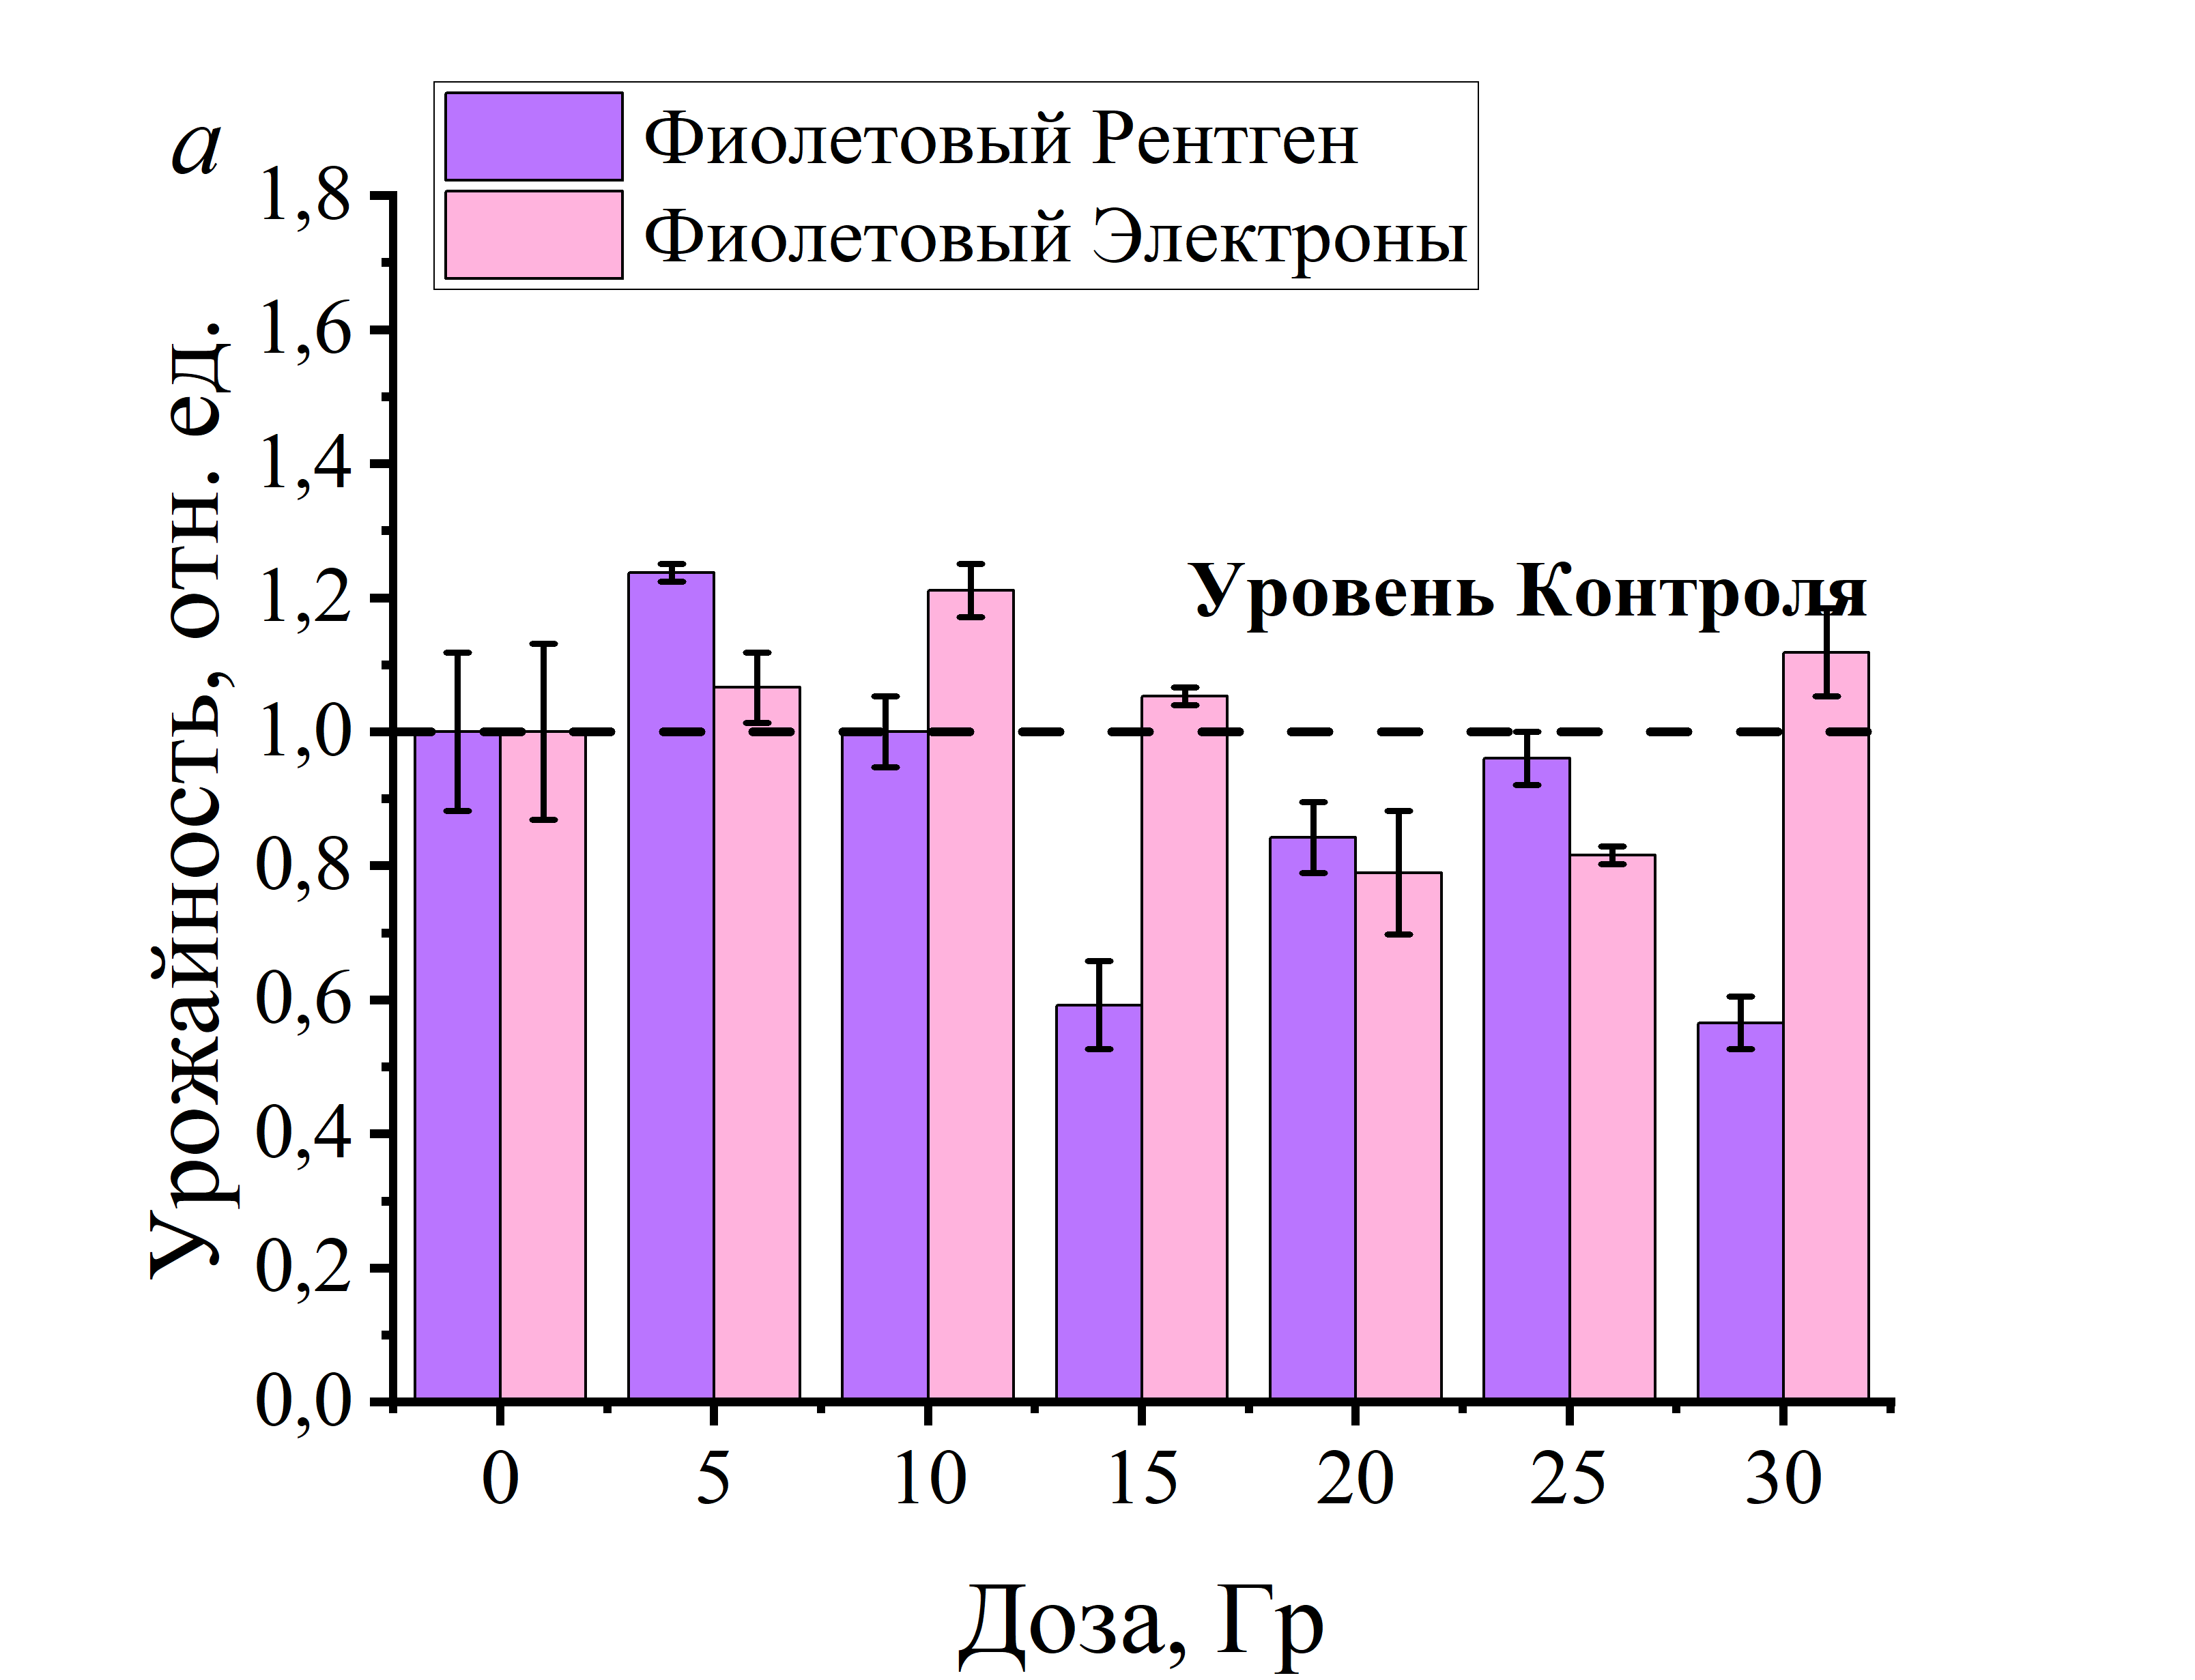 а
Фиолетовый Рентген
Фиолетовый Электроны
Урожайность, отн. ед.
1,8
1,6
1,4
1,2
1,0
0,8
0,6
0,4
0,2
0,0
Уровень Контроля
0 5 10 15 20 25 30
Доза, Гр